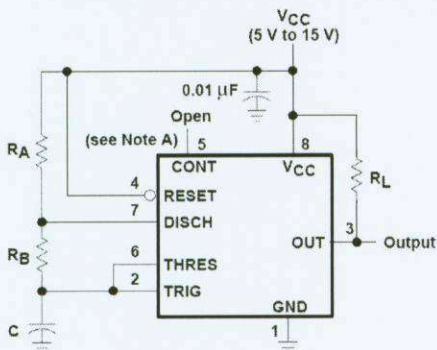 VCC
(5 V to 15 V)
0.01 µF
Open
(see Note A)
5
8
CONT
VCC
RA
RL
4
RESET
7
DISCH
3
OUT
Output
RB
6
THRES
2
TRIG
GND
C
1